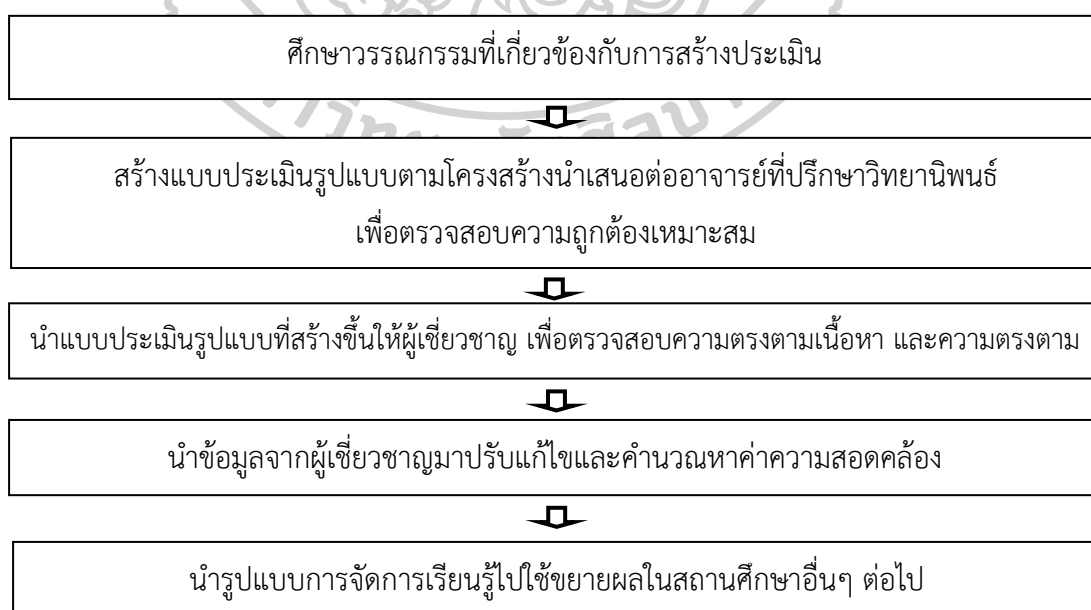 ศึกษาวรรณกรรมที่เกี่ยวข้องกับการสร้างประเมิน
สร้างแบบประเมินรูปแบบตามโครงสร้างนำเสนอต่ออาจารย์ที่ปรึกษาวิทยานิพนธ์
เพื่อตรวจสอบความถูกต้องเหมาะสม
นำแบบประเมินรูปแบบที่สร้างขึ้นให้ผู้เชี่ยวชาญ เพื่อตรวจสอบความตรงตามเนื้อหา และความตรงตาม
นำข้อมูลจากผู้เชี่ยวชาญมาปรับแก้ไขและคำนวณหาค่าความสอดคล้อง
นำรูปแบบการจัดการเรียนรู้ไปใช้ขยายผลในสถานศึกษาอื่นๆ ต่อไป